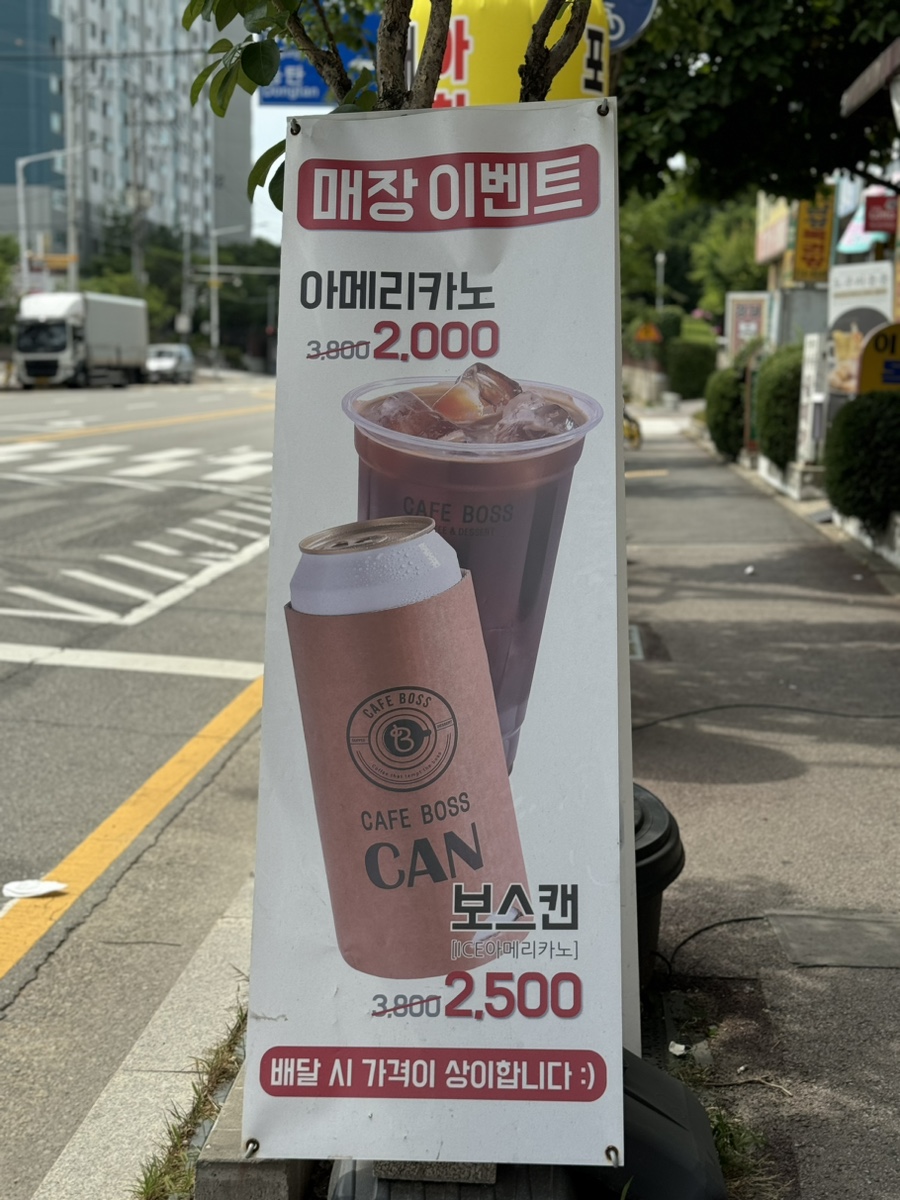 매장 이벤트
아메리카노
3,800 2,000
CAFE BOSS
& DESSERT
CAFE BOSS
B
CAFE BOSS
CAN
보스캔
[ICE아메리카노]
3,800 2,500
배달 시 가격이 상이합니다 :)